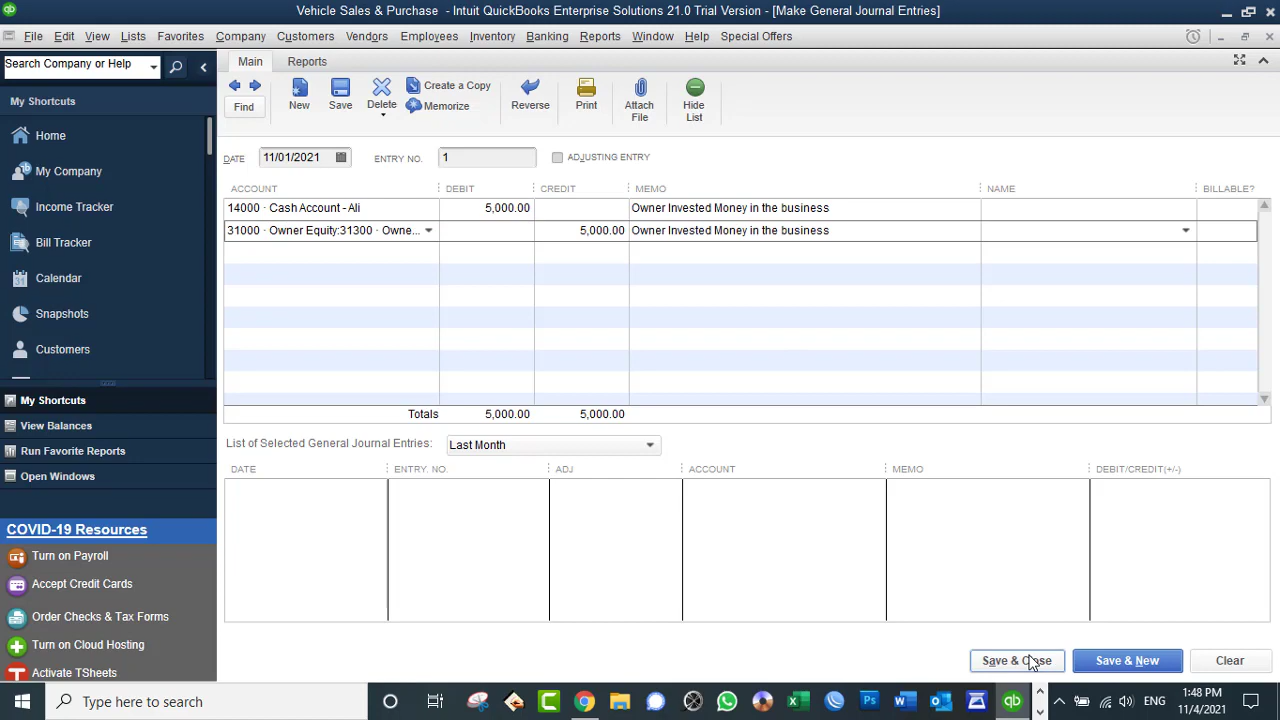 Vehicle Sales & Purchase - Intuit QuickBooks Enterprise Solutions 21.0 Trial Version - [Make General Journal Entries]
File Edit View Lists Favorites Company Customers Vendors Employees Inventory Banking Reports Window Help Special Offers
Search Company or Help
My Shortcuts
Home
My Company
Income Tracker
Bill Tracker
Calendar
Snapshots
Customers
My Shortcuts
View Balances
Run Favorite Reports
Open Windows
COVID-19 Resources
Turn on Payroll
Accept Credit Cards
Order Checks & Tax Forms
Turn on Cloud Hosting
Activate TSheets
Main Reports
Find
New
Save
Delete
Create a Copy
Memorize
Reverse
Print
Attach File
Hide List
DATE 11/01/2021 ENTRY NO. 1 ADJUSTING ENTRY
ACCOUNT DEBIT CREDIT MEMO NAME BILLABLE?
14000 · Cash Account - Ali 5,000.00 Owner Invested Money in the business
31000 · Owner Equity:31300 · Owne... 5,000.00 Owner Invested Money in the business
Totals 5,000.00 5,000.00
List of Selected General Journal Entries: Last Month
DATE ENTRY. NO. ADJ ACCOUNT MEMO DEBIT/CREDIT(+/-)
Save & Close Save & New Clear
Type here to search
ENG
1:48 PM
11/4/2021